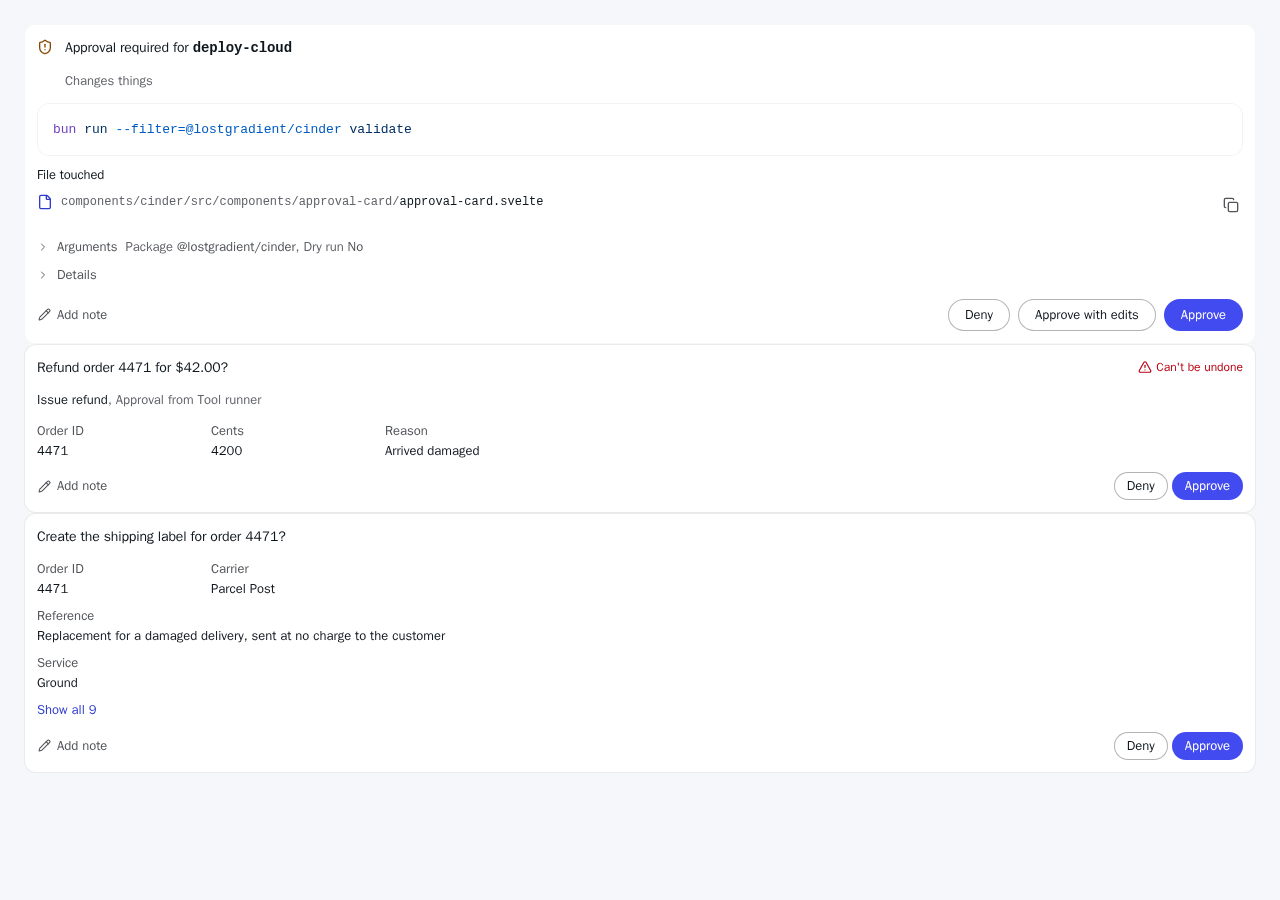 Approval required for deploy-cloud
Changes things
bun run --filter=@lostgradient/cinder validate
File touched
components/cinder/src/components/approval-card/approval-card.svelte
Arguments Package @lostgradient/cinder, Dry run No
Details
Add note Deny Approve with edits Approve
Refund order 4471 for $42.00? Can't be undone
Issue refund, Approval from Tool runner
Order ID Cents Reason
4471 4200 Arrived damaged
Add note Deny Approve
Create the shipping label for order 4471?
Order ID Carrier
4471 Parcel Post
Reference
Replacement for a damaged delivery, sent at no charge to the customer
Service
Ground
Show all 9
Add note Deny Approve